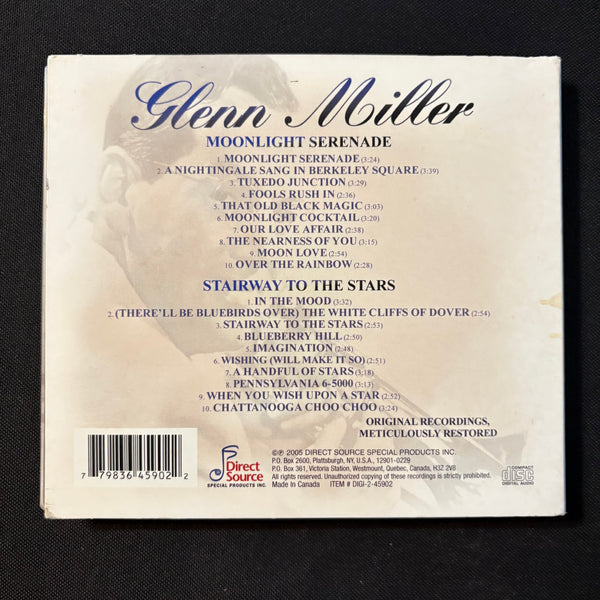 Glenn Miller
MOONLIGHT SERENADE
1. MOONLIGHT SERENADE (3:24)
2. A NIGHTINGALE SANG IN BERKELEY SQUARE (3:39)
3. TUXEDO JUNCTION (3:29)
4. FOOLS RUSH IN (2:36)
5. THAT OLD BLACK MAGIC (3:03)
6. MOONLIGHT COCKTAIL (3:20)
7. OUR LOVE AFFAIR (2:38)
8. THE NEARNESS OF YOU (3:15)
9. MOON LOVE (2:54)
10. OVER THE RAINBOW (2:28)
STAIRWAY TO THE STARS
1. IN THE MOOD (3:32)
2. (THERE'LL BE BLUEBIRDS OVER) THE WHITE CLIFFS OF DOVER (2:54)
3. STAIRWAY TO THE STARS (2:53)
4. BLUEBERRY HILL (2:50)
5. IMAGINATION (2:48)
6. WISHING (WILL MAKE IT SO) (2:51)
7. A HANDFUL OF STARS (3:18)
8. PENNSYLVANIA 6-5000 (3:13)
9. WHEN YOU WISH UPON A STAR (2:52)
10. CHATTANOOGA CHOO CHOO (3:24)
ORIGINAL RECORDINGS,
METICULOUSLY RESTORED
7 79836 45902 2
Direct
Source
SPECIAL PRODUCTS INC.
©℗ 2005 DIRECT SOURCE SPECIAL PRODUCTS INC.
P.O. Box 2600, Plattsburgh, N.Y., U.S.A., 12901-0229
P.O. Box 361, Victoria Station, Westmount, Quebec, Canada, H3Z 2V8
All rights reserved. Unauthorized copying of these recordings is strictly prohibited.
Made in Canada ITEM # DIGI-2-45902
COMPACT
disc
DIGITAL AUDIO